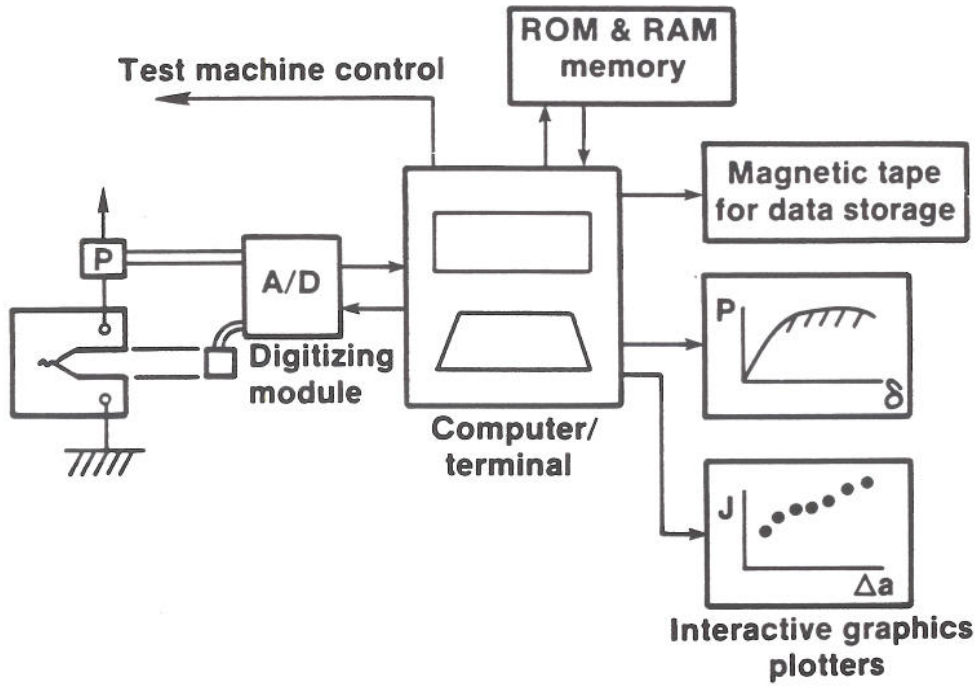 ROM & RAM
memory
Test machine control
Magnetic tape
for data storage
P
A/D
Digitizing
module
Computer/
terminal
P
δ
J
Δa
Interactive graphics
plotters